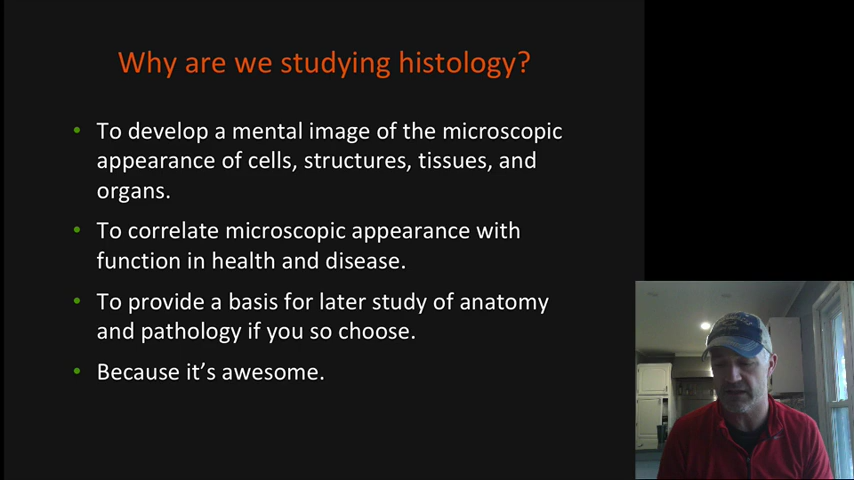 Why are we studying histology?
• To develop a mental image of the microscopic
appearance of cells, structures, tissues, and
organs.
• To correlate microscopic appearance with
function in health and disease.
• To provide a basis for later study of anatomy
and pathology if you so choose.
• Because it’s awesome.